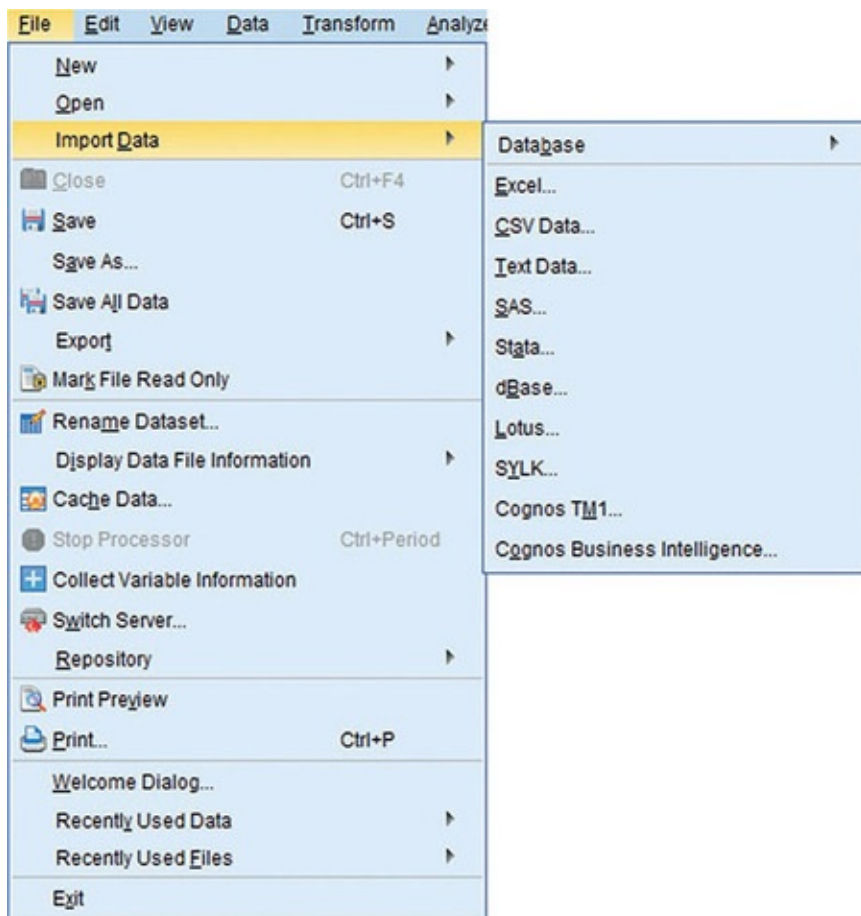 File Edit View Data Transform Analyze
New
Open
Import Data
Close Ctrl+F4
Save Ctrl+S
Save As...
Save All Data
Export
Mark File Read Only
Rename Dataset...
Display Data File Information
Cache Data...
Stop Processor Ctrl+Period
Collect Variable Information
Switch Server...
Repository
Print Preview
Print... Ctrl+P
Welcome Dialog...
Recently Used Data
Recently Used Files
Exit
Database
Excel...
CSV Data...
Text Data...
SAS...
Stata...
dBase...
Lotus...
SYLK...
Cognos TM1...
Cognos Business Intelligence...